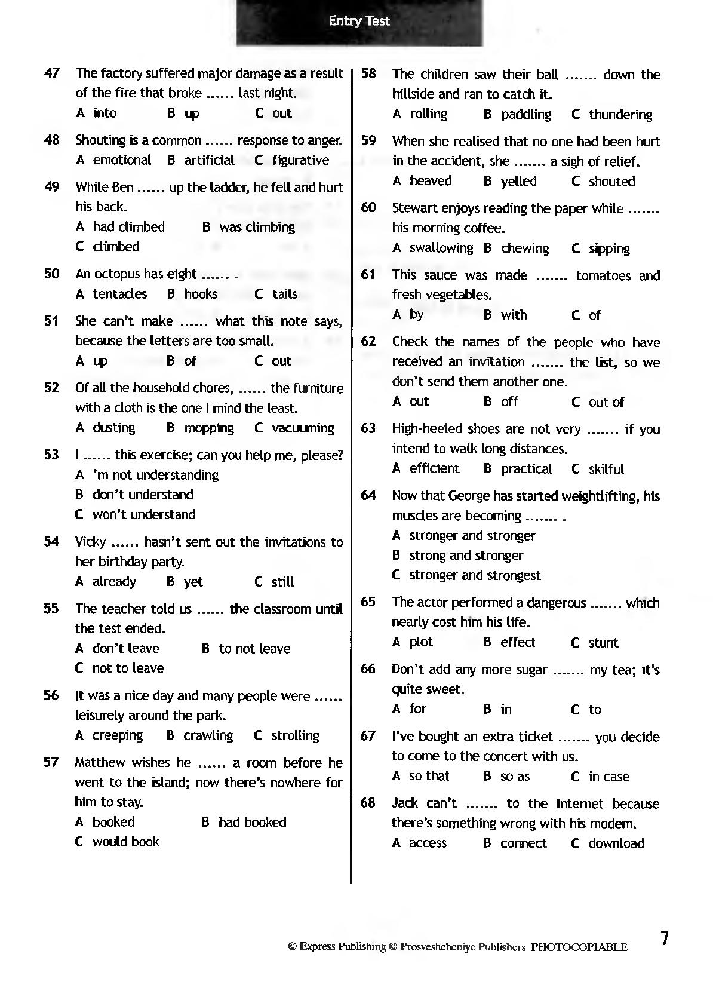 Entry Test
47 The factory suffered major damage as a result
of the fire that broke ...... last night.
A into B up C out
48 Shouting is a common ...... response to anger.
A emotional B artificial C figurative
49 While Ben ...... up the ladder, he fell and hurt
his back.
A had climbed B was climbing
C climbed
50 An octopus has eight ....... .
A tentacles B hooks C tails
51 She can't make ...... what this note says,
because the letters are too small.
A up B of C out
52 Of all the household chores, ...... the furniture
with a cloth is the one I mind the least.
A dusting B mopping C vacuuming
53 I ...... this exercise; can you help me, please?
A 'm not understanding
B don't understand
C won't understand
54 Vicky ...... hasn't sent out the invitations to
her birthday party.
A already B yet C still
55 The teacher told us ...... the classroom until
the test ended.
A don't leave B to not leave
C not to leave
56 It was a nice day and many people were ......
leisurely around the park.
A creeping B crawling C strolling
57 Matthew wishes he ...... a room before he
went to the island; now there's nowhere for
him to stay.
A booked B had booked
C would book
58 The children saw their ball ....... down the
hillside and ran to catch it.
A rolling B paddling C thundering
59 When she realised that no one had been hurt
in the accident, she ....... a sigh of relief.
A heaved B yelled C shouted
60 Stewart enjoys reading the paper while .......
his morning coffee.
A swallowing B chewing C sipping
61 This sauce was made ....... tomatoes and
fresh vegetables.
A by B with C of
62 Check the names of the people who have
received an invitation ....... the list, so we
don't send them another one.
A out B off C out of
63 High-heeled shoes are not very ....... if you
intend to walk long distances.
A efficient B practical C skilful
64 Now that George has started weightlifting, his
muscles are becoming ....... .
A stronger and stronger
B strong and stronger
C stronger and strongest
65 The actor performed a dangerous ....... which
nearly cost him his life.
A plot B effect C stunt
66 Don't add any more sugar ....... my tea; it's
quite sweet.
A for B in C to
67 I've bought an extra ticket ....... you decide
to come to the concert with us.
A so that B so as C in case
68 Jack can't ....... to the Internet because
there's something wrong with his modem.
A access B connect C download
7
© Express Publishing © Prosveshcheniye Publishers PHOTOCOPIABLE